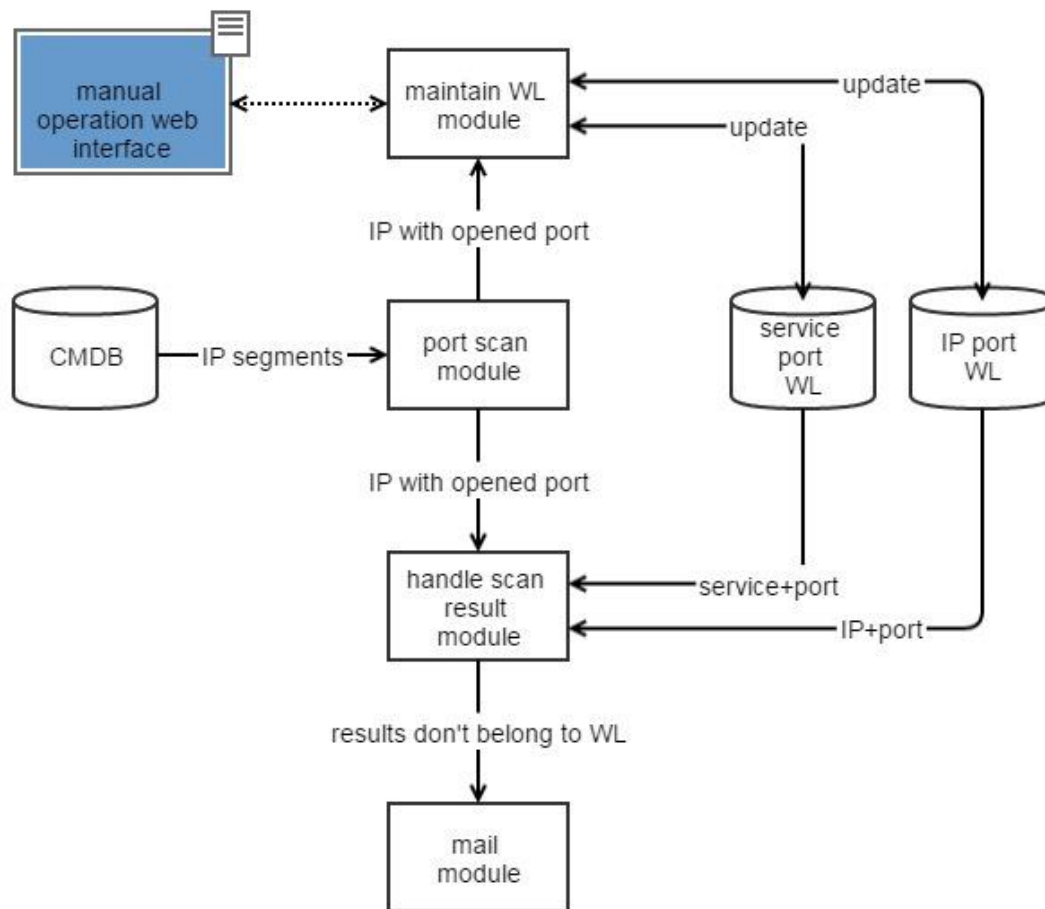 manual
operation web
interface
maintain WL
module
update
update
IP with opened port
CMDB
IP segments
port scan
module
service
port
WL
IP port
WL
IP with opened port
handle scan
result
module
service+port
IP+port
results don't belong to WL
mail
module